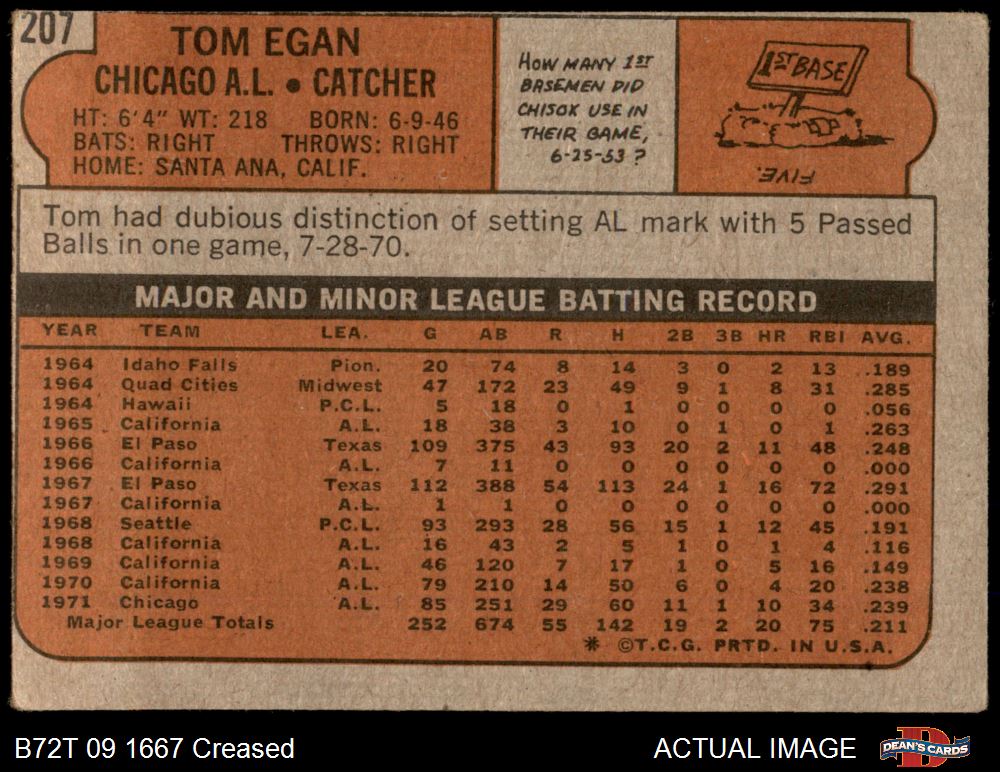 207
TOM EGAN
CHICAGO A.L. • CATCHER
HT: 6'4" WT: 218 BORN: 6-9-46
BATS: RIGHT THROWS: RIGHT
HOME: SANTA ANA, CALIF.
HOW MANY 1ST
BASEMEN DID
CHISOX USE IN
THEIR GAME,
6-25-53?
1ST BASE
FIVE.
Tom had dubious distinction of setting AL mark with 5 Passed
Balls in one game, 7-28-70.
MAJOR AND MINOR LEAGUE BATTING RECORD
YEAR TEAM LEA. G AB R H 2B 3B HR RBI AVG.
1964 Idaho Falls Pion. 20 74 8 14 3 0 2 13 .189
1964 Quad Cities Midwest 47 172 23 49 9 1 8 31 .285
1964 Hawaii P.C.L. 5 18 0 1 0 0 0 0 .056
1965 California A.L. 18 38 3 10 0 1 0 1 .263
1966 El Paso Texas 109 375 43 93 20 2 11 48 .248
1966 California A.L. 7 11 0 0 0 0 0 0 .000
1967 El Paso Texas 112 388 54 113 24 1 16 72 .291
1967 California A.L. 1 1 0 0 0 0 0 0 .000
1968 Seattle P.C.L. 93 293 28 56 15 1 12 45 .191
1968 California A.L. 16 43 2 5 1 0 1 4 .116
1969 California A.L. 46 120 7 17 1 0 5 16 .149
1970 California A.L. 79 210 14 50 6 0 4 20 .238
1971 Chicago A.L. 85 251 29 60 11 1 10 34 .239
Major League Totals 252 674 55 142 19 2 20 75 .211
* ©T.C.G. PRTD. IN U.S.A.
B72T 09 1667 Creased
ACTUAL IMAGE
DEAN'S CARDS